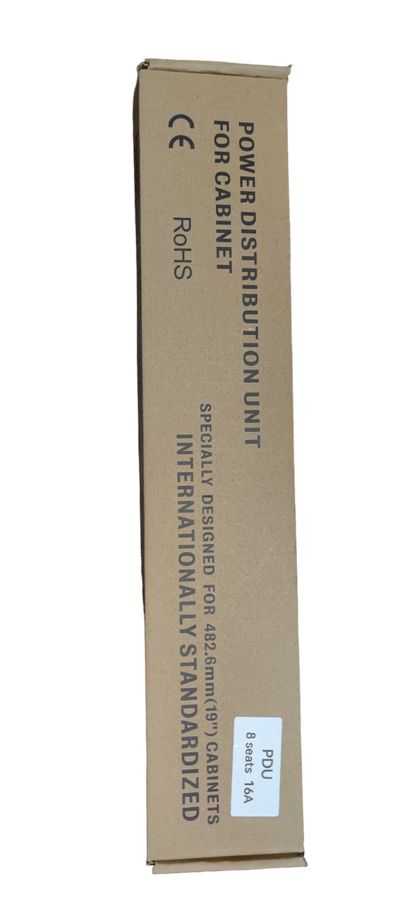 POWER DISTRIBUTION UNIT
FOR CABINET
CE
RoHS
SPECIALLY DESIGNED FOR 482.6mm(19") CABINETS
INTERNATIONALLY STANDARDIZED
PDU
8 seats 16A